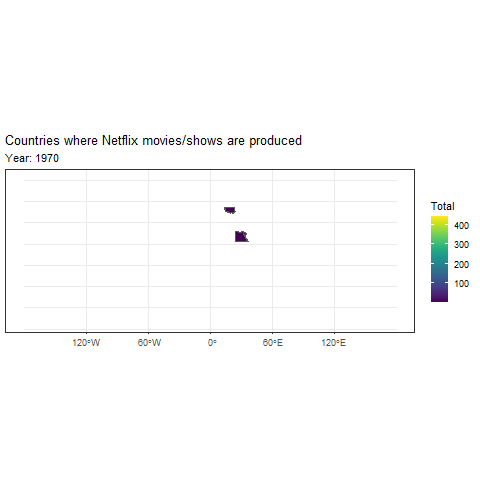 Countries where Netflix movies/shows are produced
Year: 1970
Total
400
300
200
100
120°W
60°W
0°
60°E
120°E